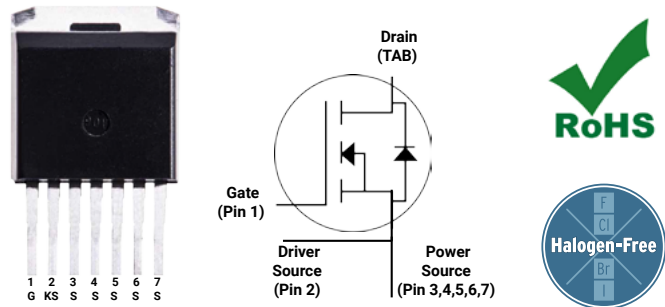 1 2 3 4 5 6 7
G KS S S S S S
Drain
(TAB)
Gate
(Pin 1)
Driver
Source
(Pin 2)
Power
Source
(Pin 3,4,5,6,7)
RoHS
F
Cl
Halogen-Free
Br
I